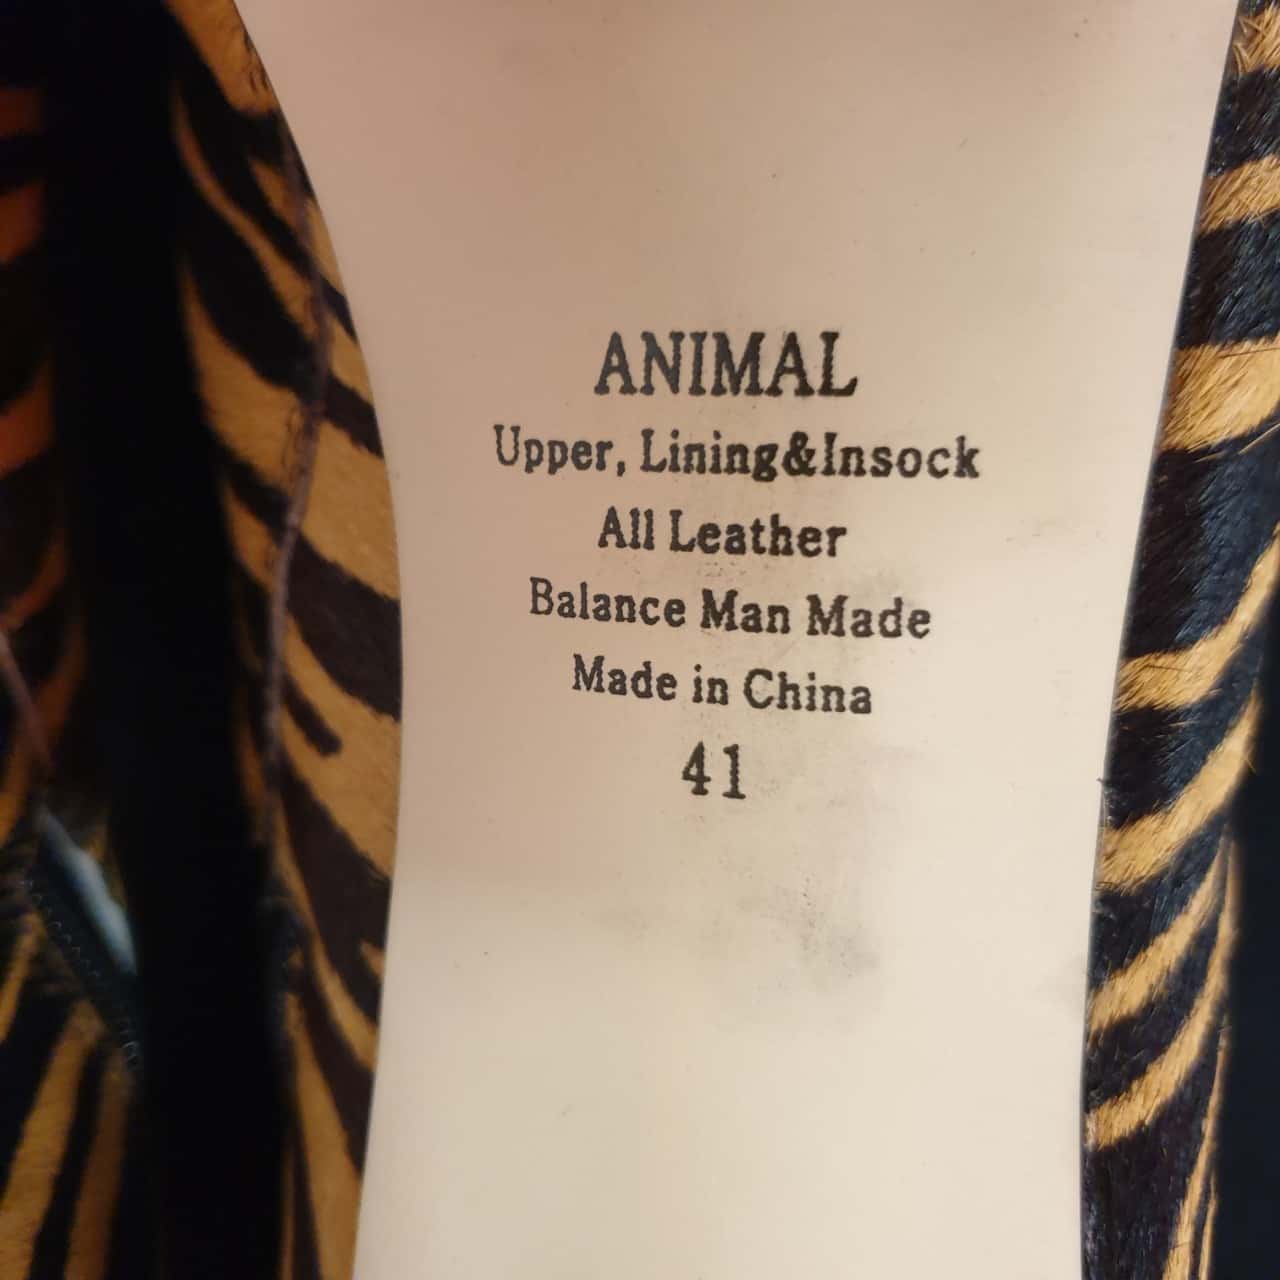 ANIMAL
Upper, Lining&Insock
All Leather
Balance Man Made
Made in China
41